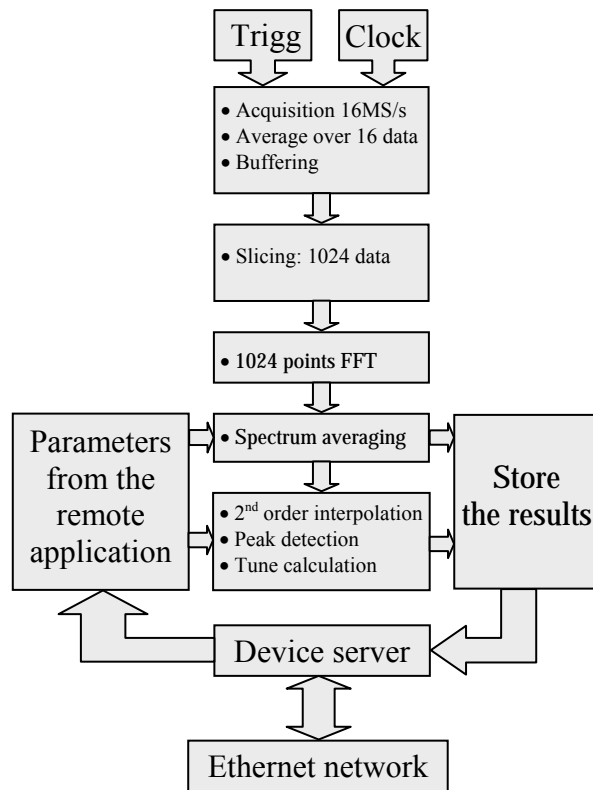 Trigg
Clock
• Acquisition 16MS/s
• Average over 16 data
• Buffering
• Slicing: 1024 data
• 1024 points FFT
Parameters
from the
remote
application
• Spectrum averaging
• 2nd order interpolation
• Peak detection
• Tune calculation
Store
the results
Device server
Ethernet network